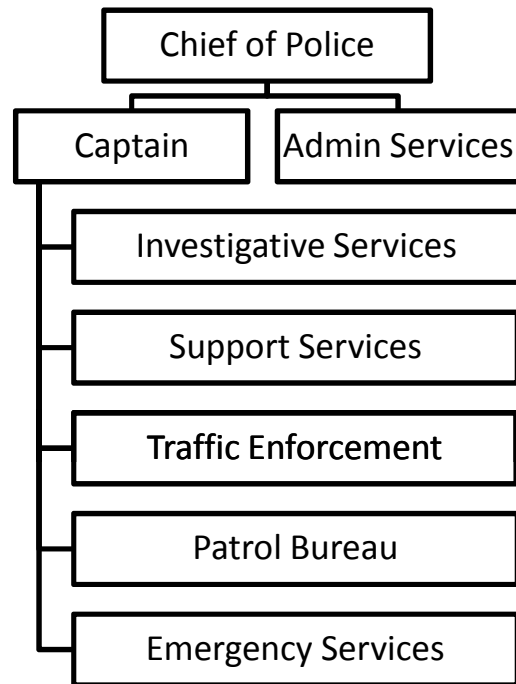 Chief of Police
Captain
Admin Services
Investigative Services
Support Services
Traffic Enforcement
Patrol Bureau
Emergency Services